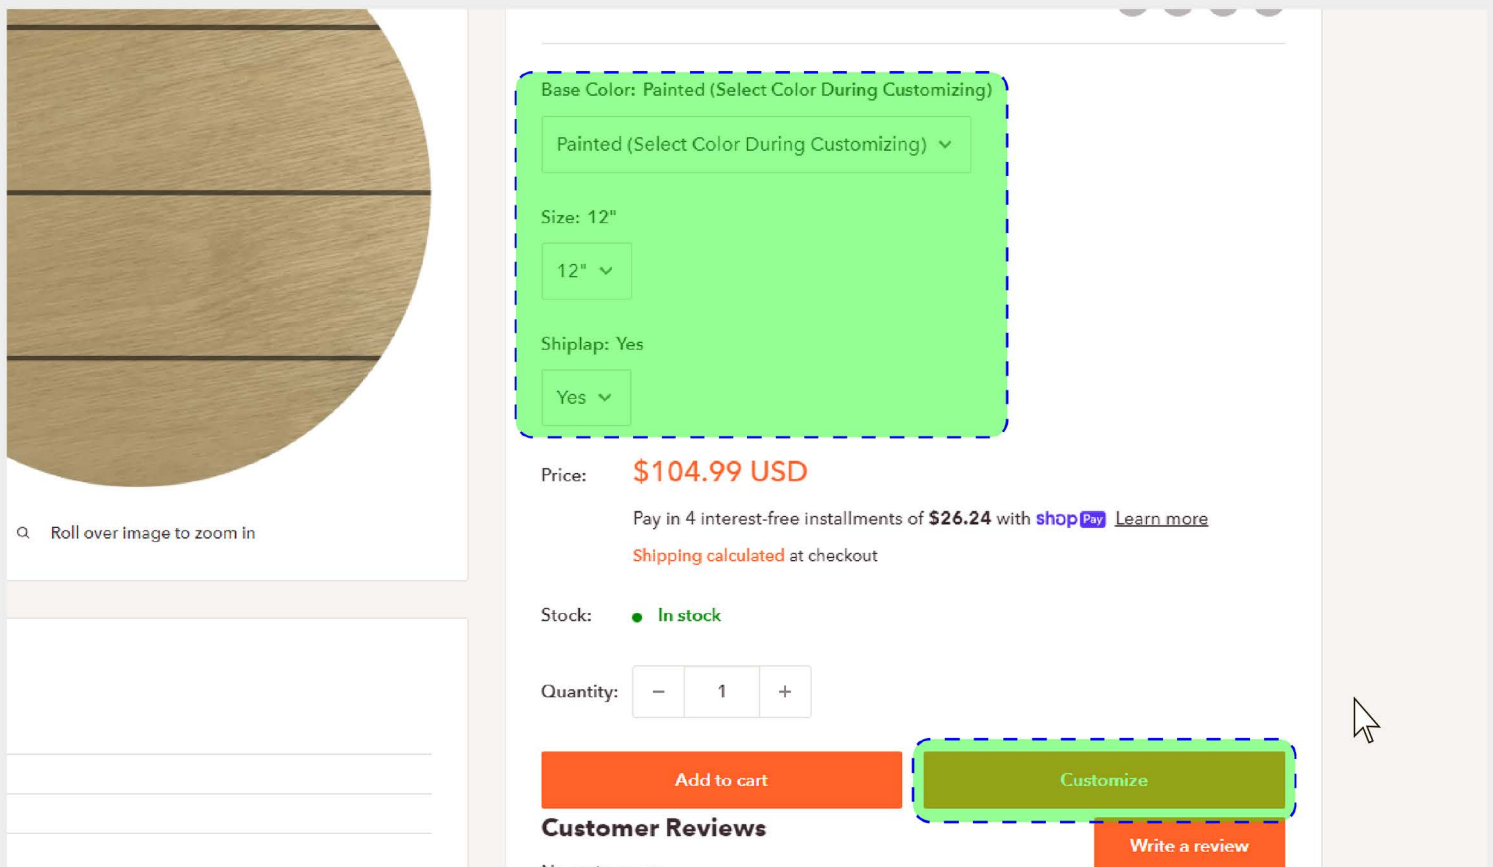 Base Color: Painted (Select Color During Customizing)
Painted (Select Color During Customizing)
Size: 12"
12"
Shiplap: Yes
Yes
Price: $104.99 USD
Pay in 4 interest-free installments of $26.24 with shop Pay Learn more
Shipping calculated at checkout
Roll over image to zoom in
Stock: In stock
Quantity: − 1 +
Add to cart
Customize
Customer Reviews
Write a review